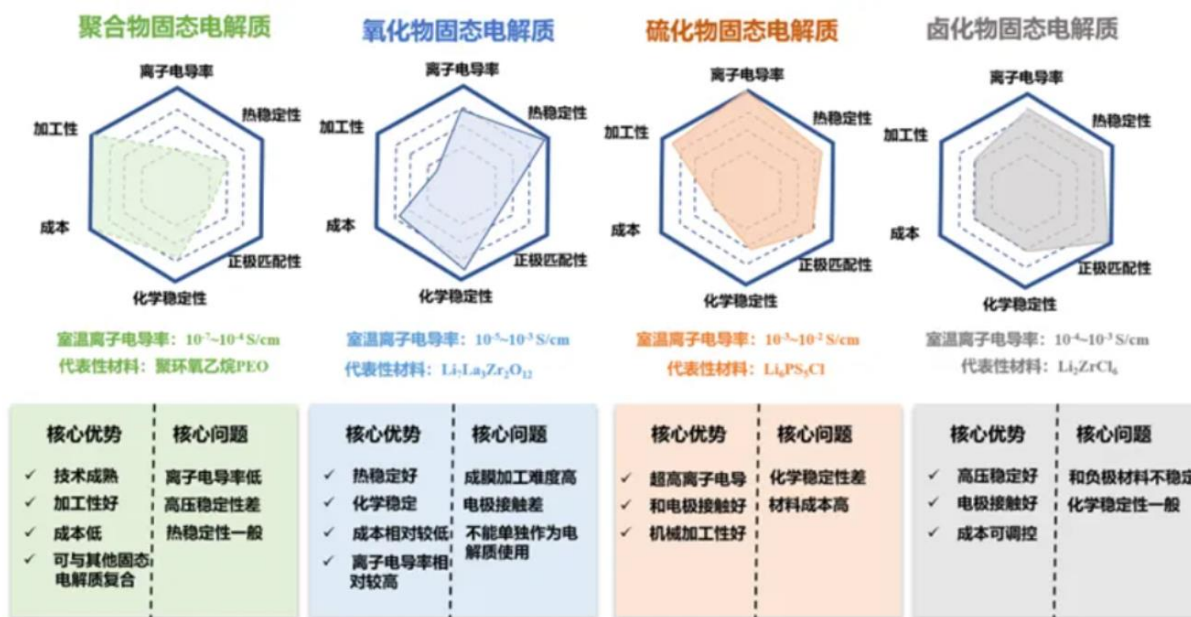 聚合物固态电解质
离子电导率
热稳定性
加工性
成本
正极匹配性
化学稳定性
室温离子电导率：10⁻⁷~10⁻⁴ S/cm
代表性材料：聚环氧乙烷PEO
核心优势
核心问题
✓ 技术成熟
✓ 加工性好
✓ 成本低
✓ 可与其他固态
电解质复合
离子电导率低
高压稳定性差
热稳定性一般
氧化物固态电解质
离子电导率
热稳定性
加工性
成本
正极匹配性
化学稳定性
室温离子电导率：10⁻⁵~10⁻³ S/cm
代表性材料：Li₇La₃Zr₂O₁₂
核心优势
核心问题
✓ 热稳定好
✓ 化学稳定
✓ 成本相对较低
✓ 离子电导率相
对较高
成膜加工难度高
电极接触差
不能单独作为电
解质使用
硫化物固态电解质
离子电导率
热稳定性
加工性
成本
正极匹配性
化学稳定性
室温离子电导率：10⁻³~10⁻² S/cm
代表性材料：Li₆PS₅Cl
核心优势
核心问题
✓ 超高离子电导
✓ 和电极接触好
✓ 机械加工性好
化学稳定性差
材料成本高
卤化物固态电解质
离子电导率
热稳定性
加工性
成本
正极匹配性
化学稳定性
室温离子电导率：10⁻⁴~10⁻³ S/cm
代表性材料：Li₂ZrCl₆
核心优势
核心问题
✓ 高压稳定好
✓ 电极接触好
✓ 成本可调控
和负极材料不稳定
化学稳定性一般